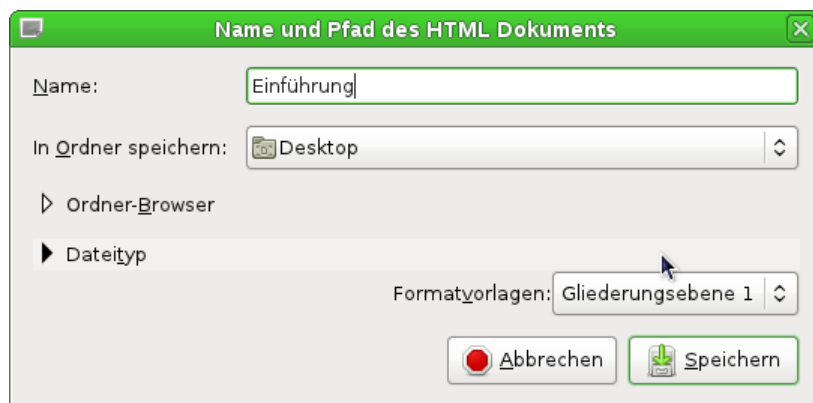 Name und Pfad des HTML Dokuments
Name: Einführung
In Ordner speichern: Desktop
Ordner-Browser
Dateityp
Formatvorlagen: Gliederungsebene 1
Abbrechen Speichern